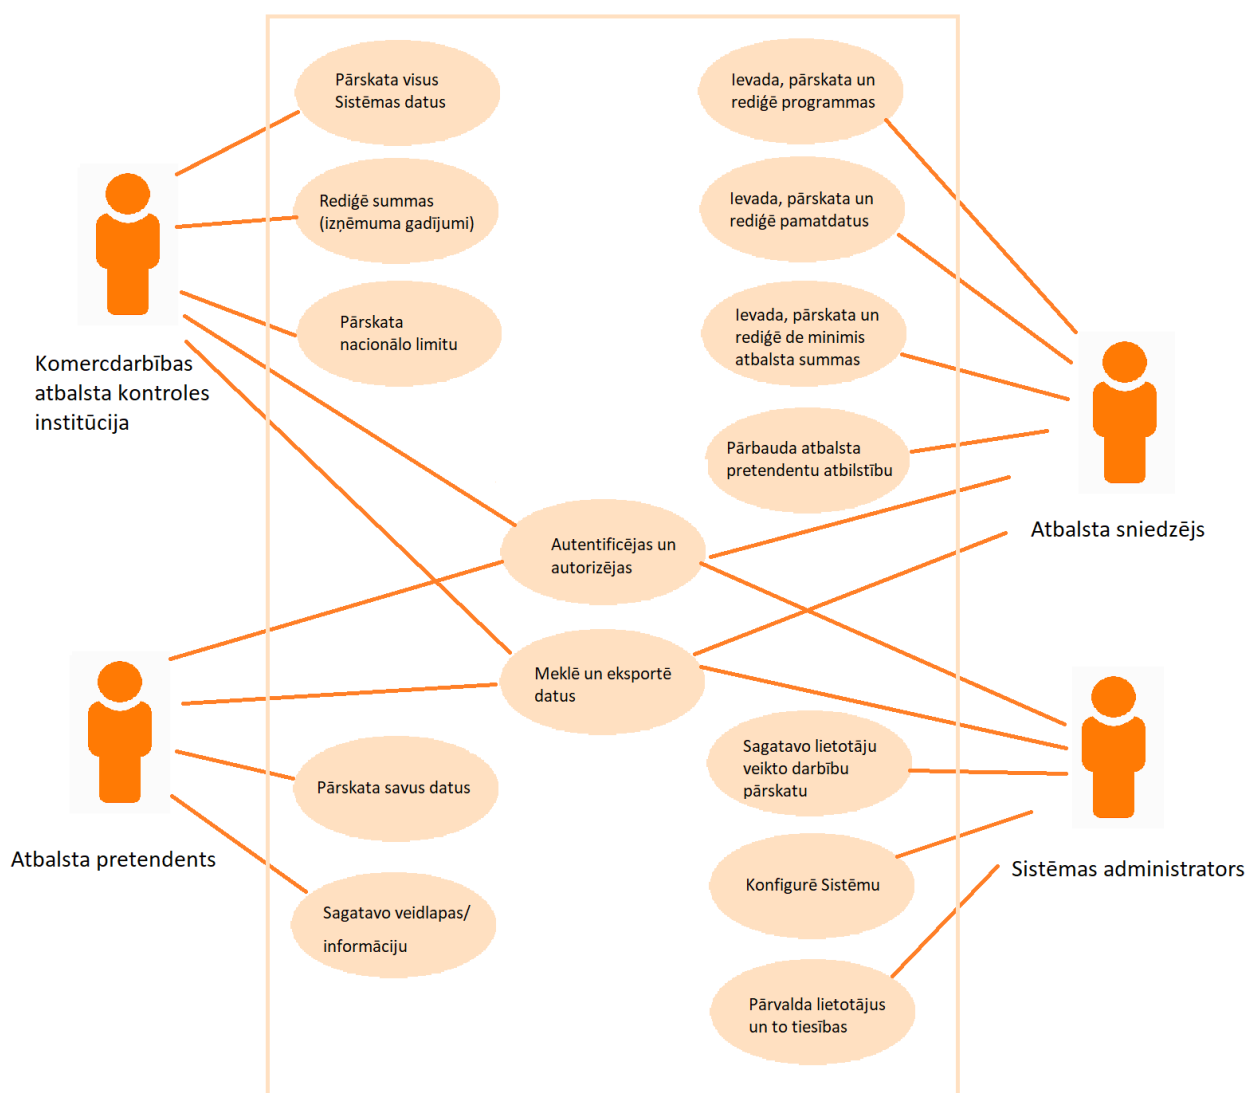 Pārskata visus
Sistēmas datus
Rediģē summas
(izņēmuma gadījumi)
Pārskata
nacionālo limitu
Komercdarbības
atbalsta kontroles
institūcija
Ievada, pārskata un
rediģē programmas
Ievada, pārskata un
rediģē pamatdatus
Ievada, pārskata un
rediģē de minimis
atbalsta summas
Pārbauda atbalsta
pretendentu atbilstību
Atbalsta sniedzējs
Autentificējas un
autorizējas
Meklē un eksportē
datus
Pārskata savus datus
Atbalsta pretendents
Sagatavo veidlapas/
informāciju
Sagatavo lietotāju
veikto darbību
pārskatu
Konfigurē Sistēmu
Sistēmas administrators
Pārvalda lietotājus
un to tiesības